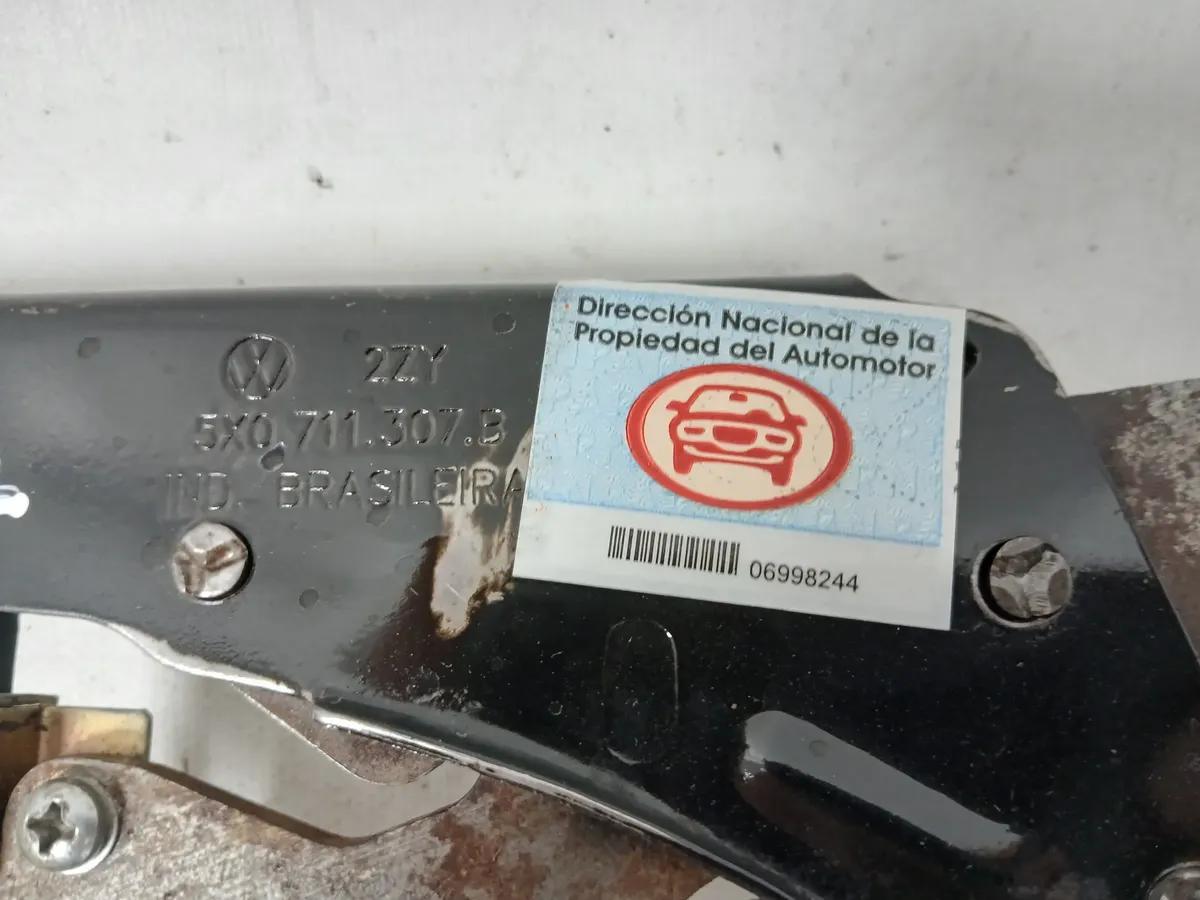 2ZY
5X0.711.307.B
IND. BRASILEIRA
Dirección Nacional de la
Propiedad del Automotor
06998244